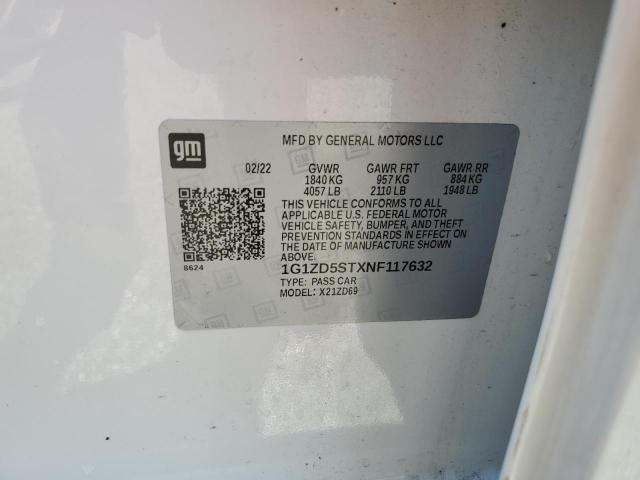 gm
MFD BY GENERAL MOTORS LLC
02/22 GVWR GAWR FRT GAWR RR
1840 KG 957 KG 884 KG
4057 LB 2110 LB 1948 LB
THIS VEHICLE CONFORMS TO ALL
APPLICABLE U.S. FEDERAL MOTOR
VEHICLE SAFETY, BUMPER, AND THEFT
PREVENTION STANDARDS IN EFFECT ON
THE DATE OF MANUFACTURE SHOWN
ABOVE.
8624
1G1ZD5STXNF117632
TYPE: PASS CAR
MODEL: X21ZD69